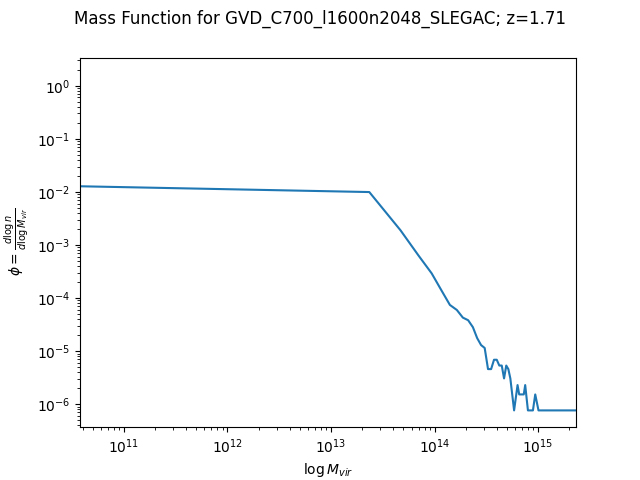 Mass Function for GVD_C700_l1600n2048_SLEGAC; z=1.71
10⁰
10⁻¹
10⁻²
10⁻³
10⁻⁴
10⁻⁵
10⁻⁶
ϕ = d log n / d log M_vir
10¹¹ 10¹² 10¹³ 10¹⁴ 10¹⁵
log M_vir